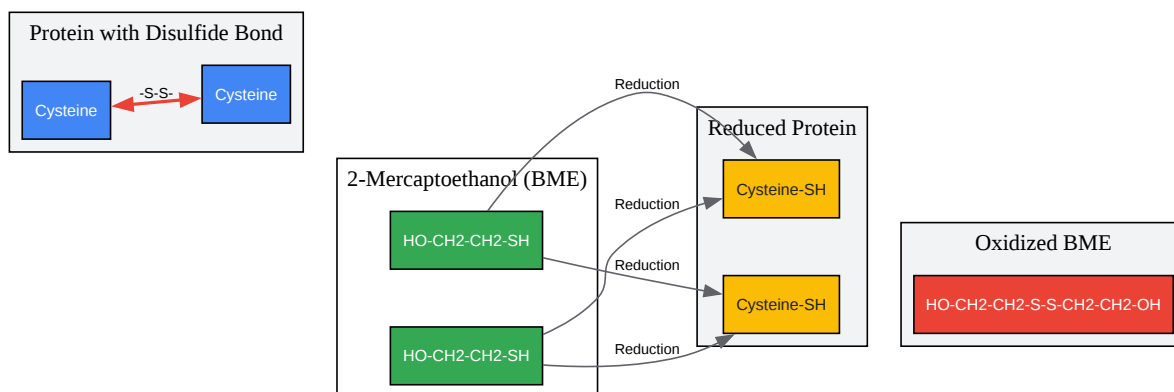 Protein with Disulfide Bond
Cysteine
-S-S-
Cysteine
2-Mercaptoethanol (BME)
HO-CH2-CH2-SH
HO-CH2-CH2-SH
Reduction
Reduction
Reduction
Reduction
Reduced Protein
Cysteine-SH
Cysteine-SH
Oxidized BME
HO-CH2-CH2-S-S-CH2-CH2-OH